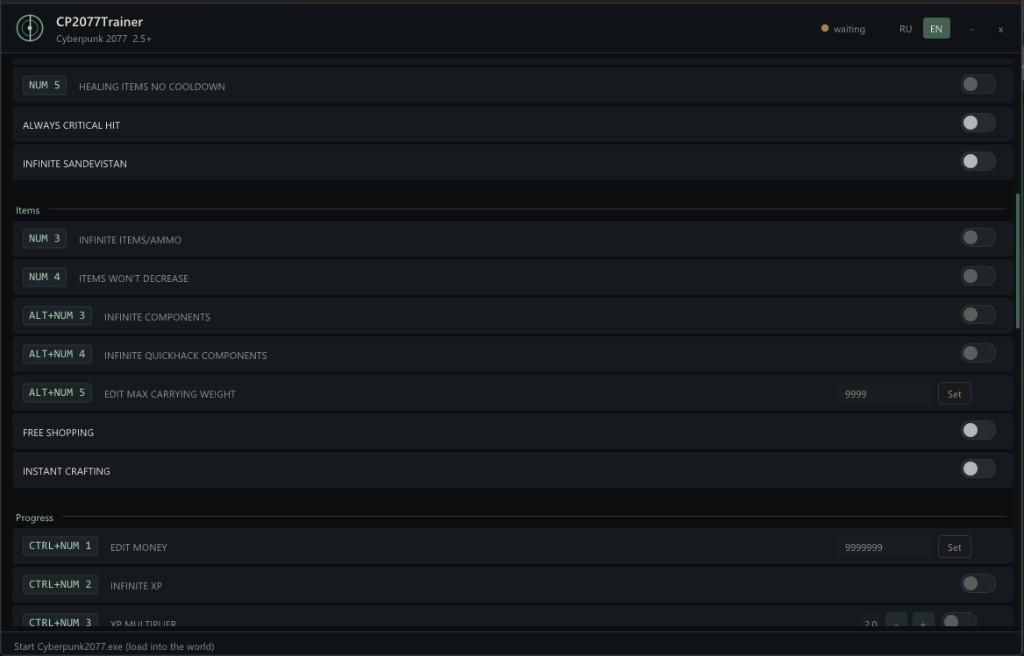 CP2077Trainer
Cyberpunk 2077 2.5+
waiting
RU
EN
-
x
NUM 5 HEALING ITEMS NO COOLDOWN
ALWAYS CRITICAL HIT
INFINITE SANDEVISTAN
Items
NUM 3 INFINITE ITEMS/AMMO
NUM 4 ITEMS WON'T DECREASE
ALT+NUM 3 INFINITE COMPONENTS
ALT+NUM 4 INFINITE QUICKHACK COMPONENTS
ALT+NUM 5 EDIT MAX CARRYING WEIGHT 9999 Set
FREE SHOPPING
INSTANT CRAFTING
Progress
CTRL+NUM 1 EDIT MONEY 9999999 Set
CTRL+NUM 2 INFINITE XP
CTRL+NUM 3 XP MULTIPLIER 2.0 - +
Start Cyberpunk2077.exe (load into the world)